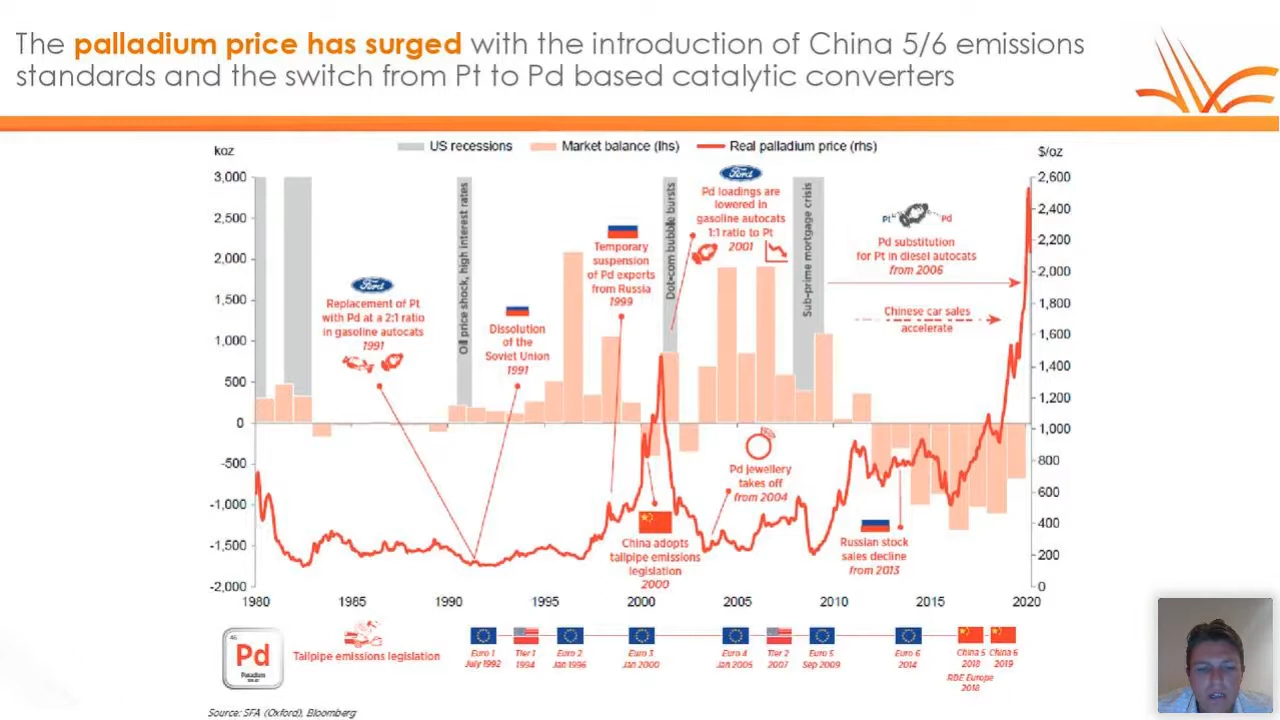 The palladium price has surged with the introduction of China 5/6 emissions
standards and the switch from Pt to Pd based catalytic converters
koz
US recessions
Market balance (lhs)
Real palladium price (rhs)
$/oz
3,000
2,500
2,000
1,500
1,000
500
0
-500
-1,000
-1,500
-2,000
2,600
2,400
2,200
2,000
1,800
1,600
1,400
1,200
1,000
800
600
400
200
0
Ford
Replacement of Pt
with Pd at a 2:1 ratio
in gasoline autocats
1991
Oil price shock, high interest rates
Dissolution
of the
Soviet Union
1991
Temporary
suspension
of Pd exports
from Russia
1999
Dot-com bubble bursts
Ford
Pd loadings are
lowered in
gasoline autocats
1:1 ratio to Pt
2001
Sub-prime mortgage crisis
Pt
Pd
Pd substitution
for Pt in diesel autocats
from 2006
Chinese car sales
accelerate
China adopts
tailpipe emissions
legislation
2000
Pd jewellery
takes off
from 2004
Russian stock
sales decline
from 2013
1980
1985
1990
1995
2000
2005
2010
2015
2020
46
Pd
Tailpipe emissions legislation
Euro 1
July 1992
Tier 1
1994
Euro 2
Jan 1996
Euro 3
Jan 2000
Euro 4
Jan 2005
Tier 2
2007
Euro 5
Sep 2009
Euro 6
2014
China 5
2018
China 6
2019
RDE Europe
2018
Source: SFA (Oxford), Bloomberg